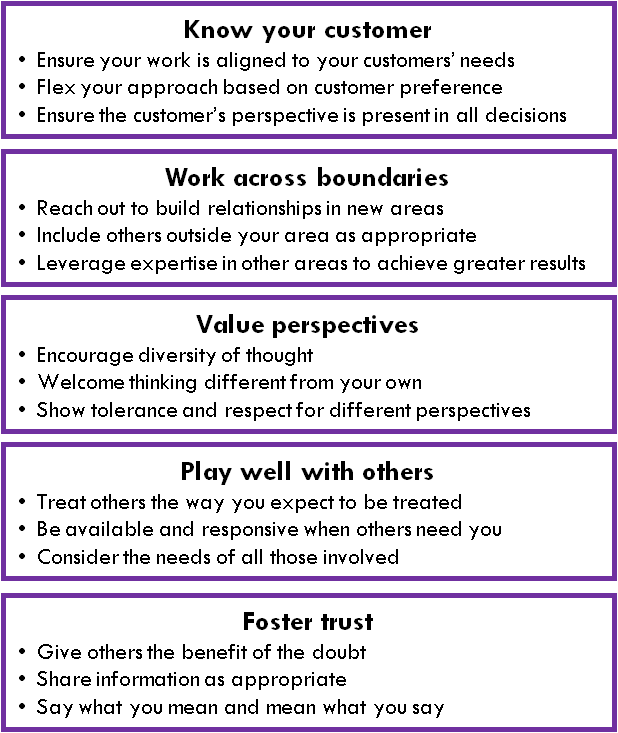 Know your customer
• Ensure your work is aligned to your customers’ needs
• Flex your approach based on customer preference
• Ensure the customer’s perspective is present in all decisions
Work across boundaries
• Reach out to build relationships in new areas
• Include others outside your area as appropriate
• Leverage expertise in other areas to achieve greater results
Value perspectives
• Encourage diversity of thought
• Welcome thinking different from your own
• Show tolerance and respect for different perspectives
Play well with others
• Treat others the way you expect to be treated
• Be available and responsive when others need you
• Consider the needs of all those involved
Foster trust
• Give others the benefit of the doubt
• Share information as appropriate
• Say what you mean and mean what you say